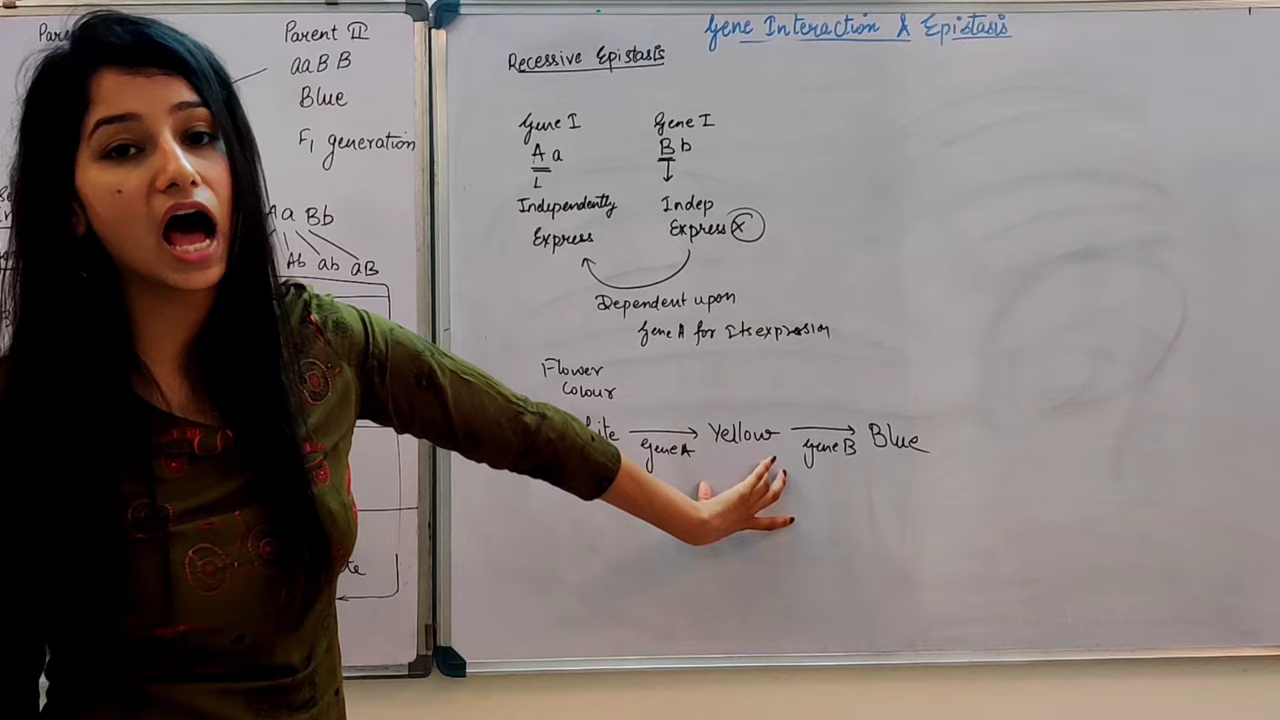 Parent II
aaBB
Blue
F1 generation
Aa Bb
Ab ab aB
Gene Interaction & Epistasis
Recessive Epistasis
Gene I
Gene I
A a
B b
Independently
Express
Indep
Express X
Dependent upon
Gene A for Its expression
Flower
Colour
Yellow
Blue
Gene A
Gene B